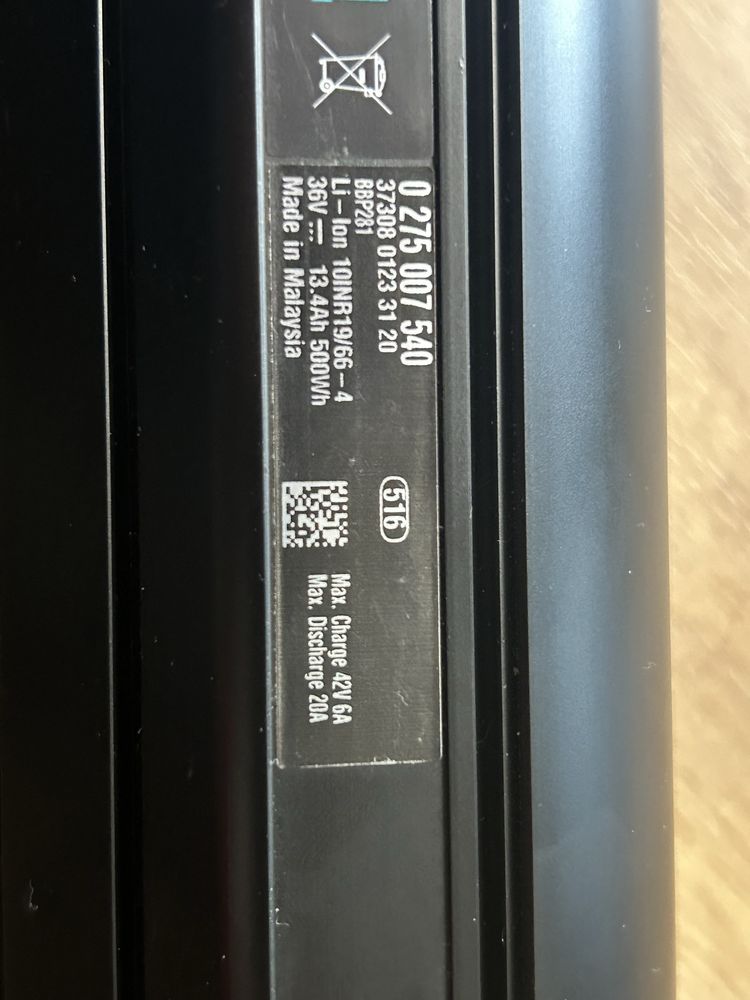 0 275 007 540
37308 0123 31 20
BBP281
Li-Ion 10INR19/66-4
36V 13.4Ah 500Wh
Made in Malaysia
516
Max. Charge 42V 6A
Max. Discharge 20A